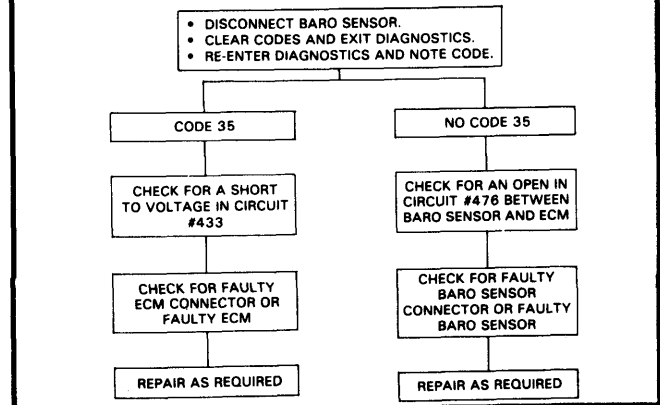 • DISCONNECT BARO SENSOR.
• CLEAR CODES AND EXIT DIAGNOSTICS.
• RE-ENTER DIAGNOSTICS AND NOTE CODE.
CODE 35
CHECK FOR A SHORT
TO VOLTAGE IN CIRCUIT
#433
CHECK FOR FAULTY
ECM CONNECTOR OR
FAULTY ECM
REPAIR AS REQUIRED
NO CODE 35
CHECK FOR AN OPEN IN
CIRCUIT #476 BETWEEN
BARO SENSOR AND ECM
CHECK FOR FAULTY
BARO SENSOR
CONNECTOR OR FAULTY
BARO SENSOR
REPAIR AS REQUIRED